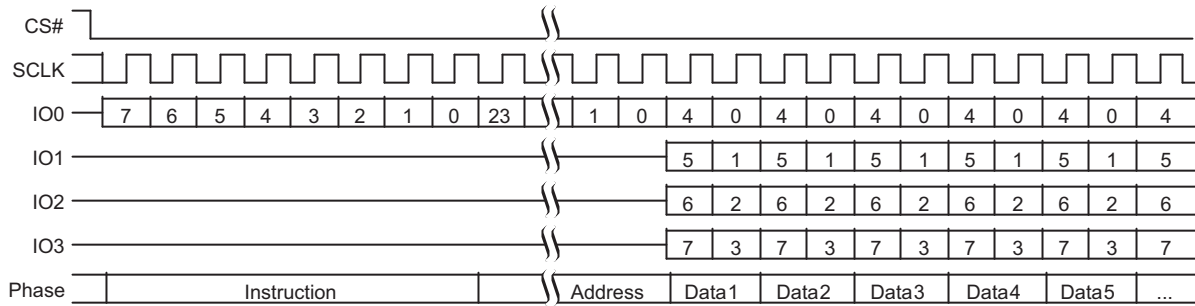 CS#
SCLK
IO0 7 6 5 4 3 2 1 0 23 1 0 4 0 4 0 4 0 4 0 4 0 4
IO1 5 1 5 1 5 1 5 1 5 1 5
IO2 6 2 6 2 6 2 6 2 6 2 6
IO3 7 3 7 3 7 3 7 3 7 3 7
Phase Instruction Address Data1 Data2 Data3 Data4 Data5 ...